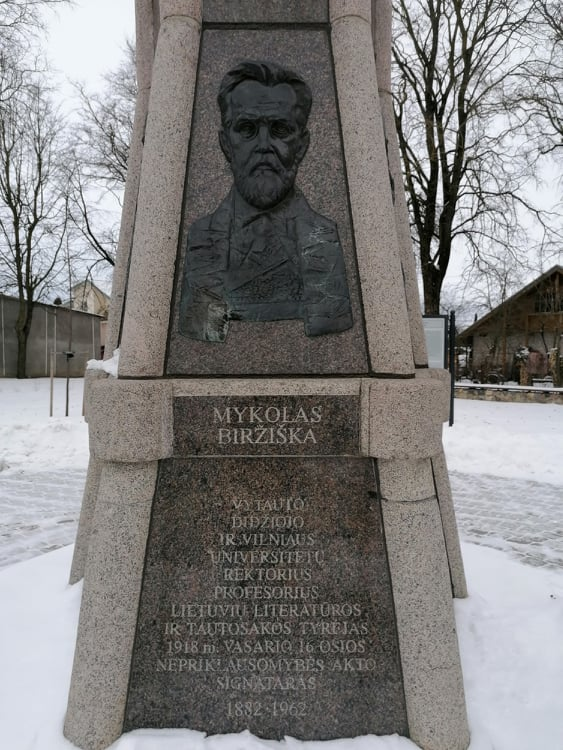 MYKOLAS
BIRŽIŠKA
VYTAUTO
DIDŽIOJO
IR VILNIAUS
UNIVERSITETŲ
REKTORIUS
PROFESORIUS
LIETUVIŲ LITERATŪROS
IR TAUTOSAKOS TYRĖJAS
1918 m. VASARIO 16 OSIOS
NEPRIKLAUSOMYBĖS AKTO
SIGNATARAS
1882 - 1962